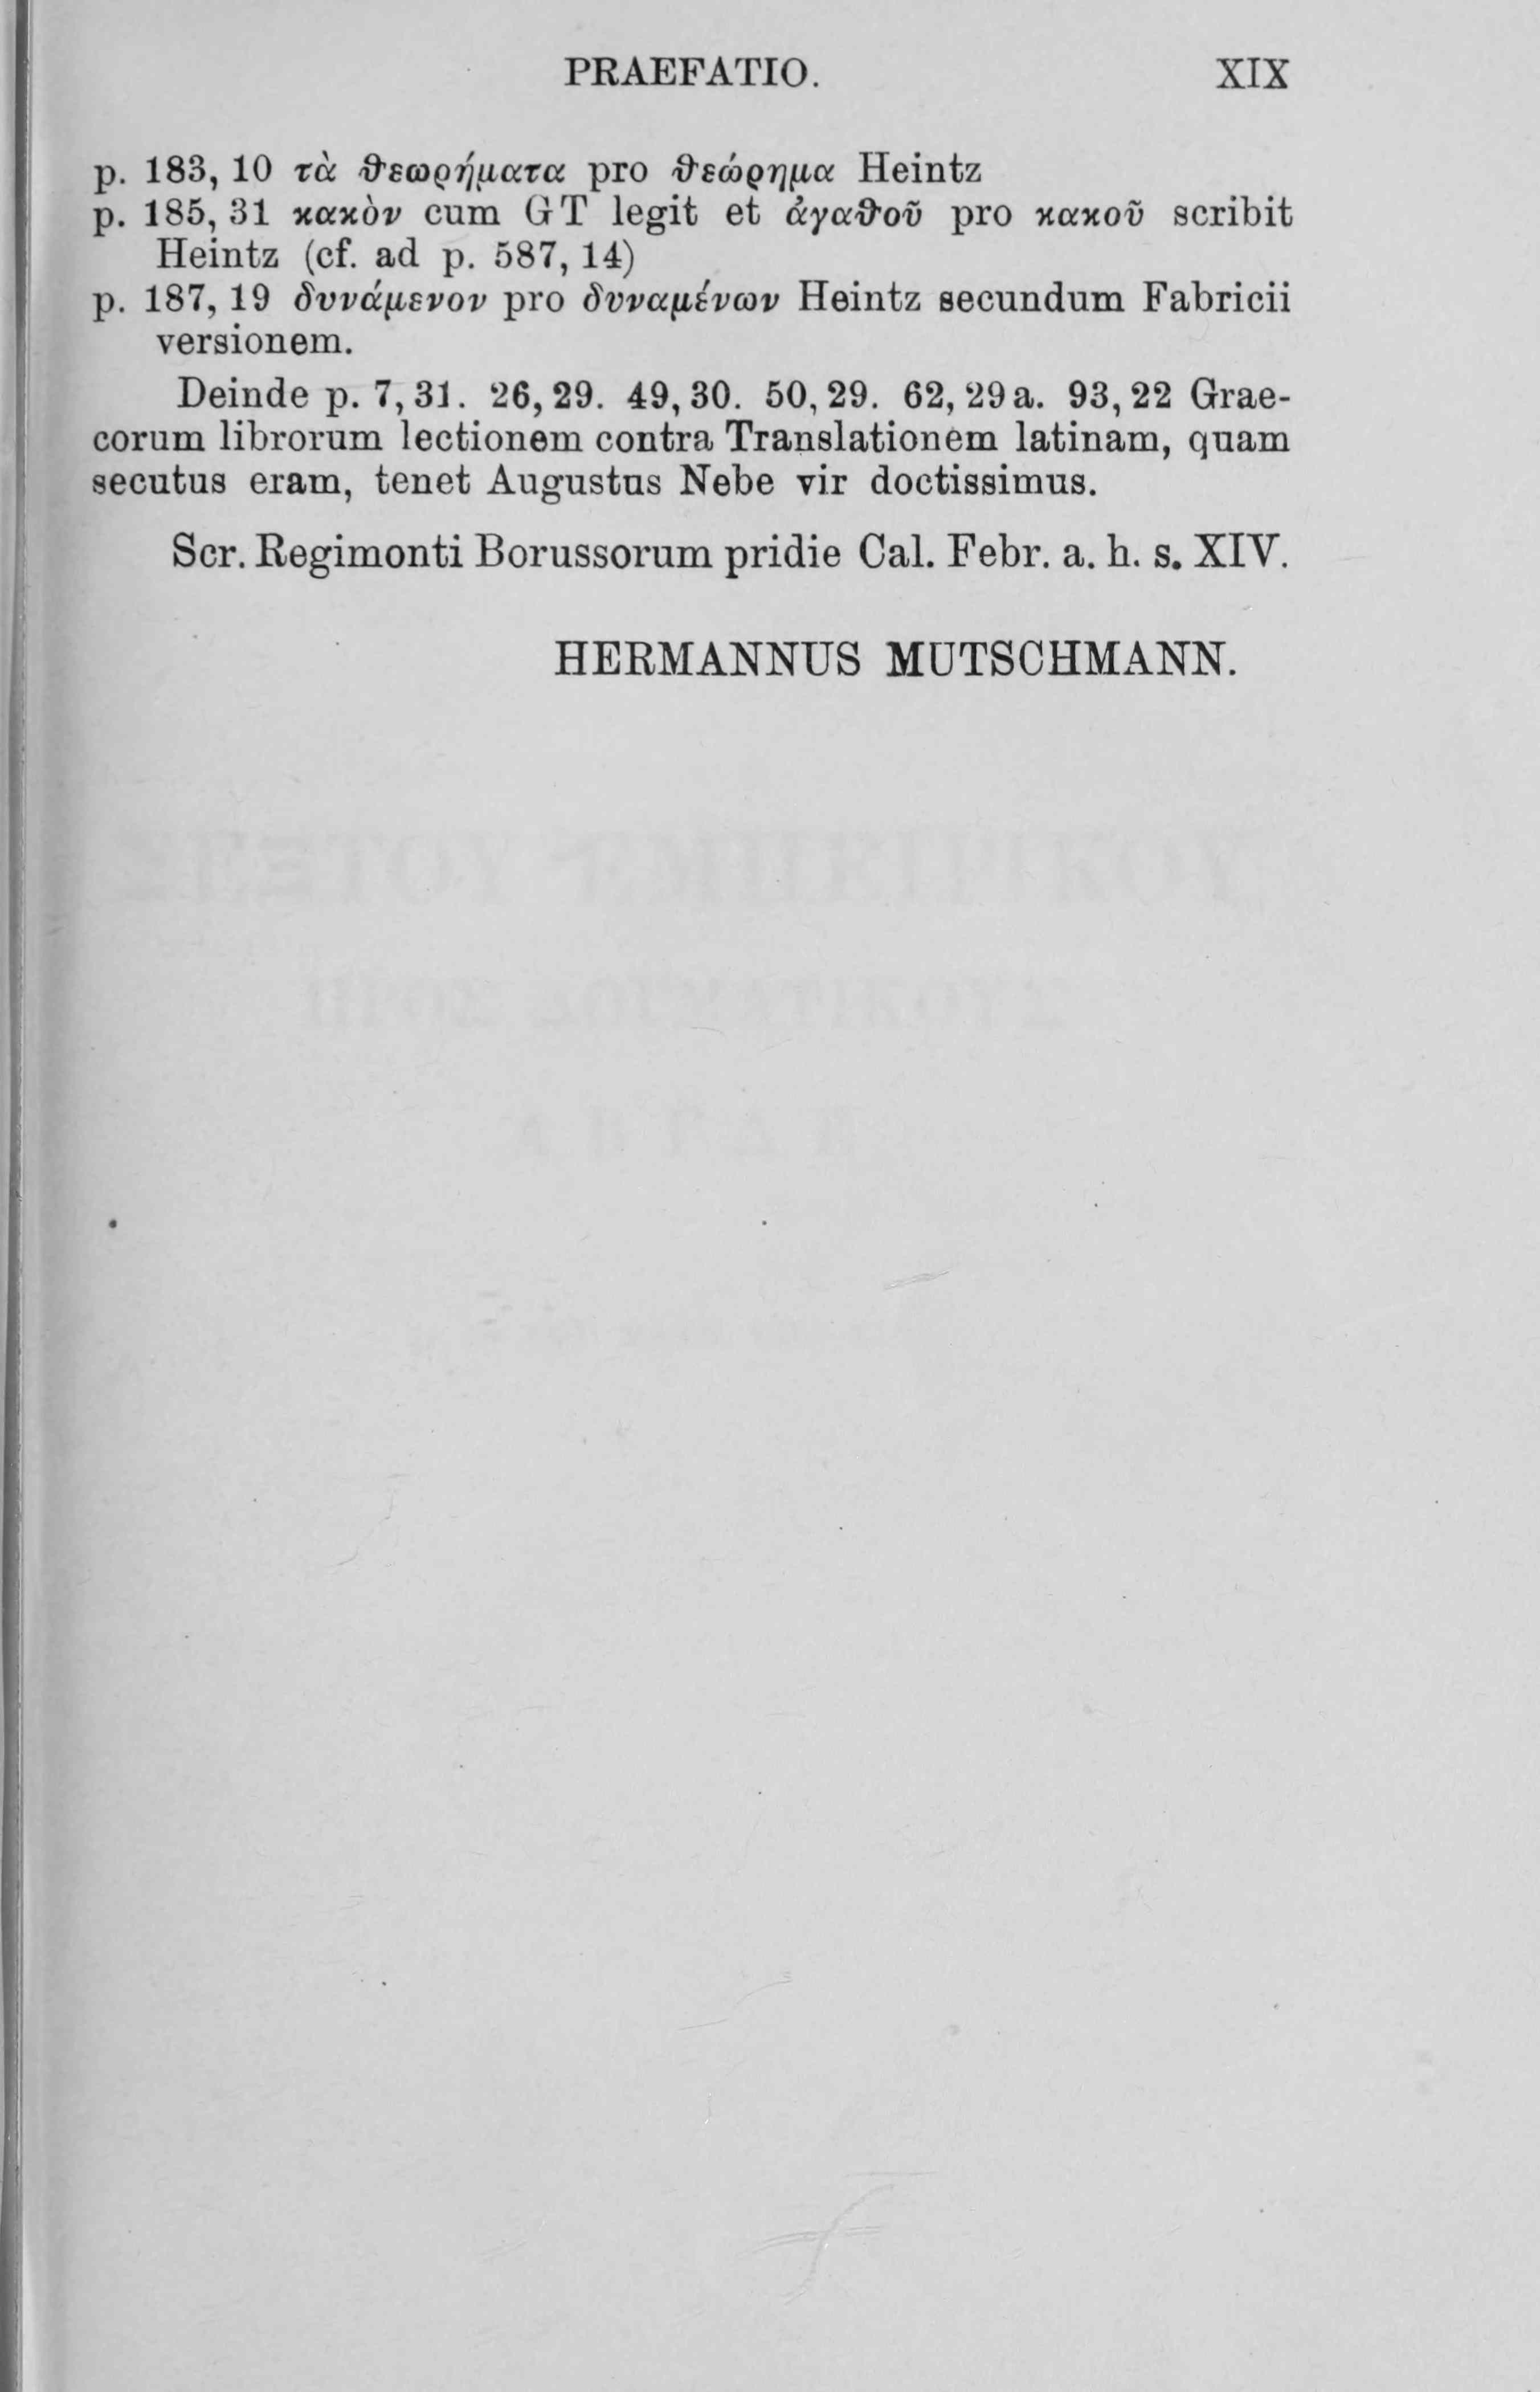 PRAEFATIO. XIX
p. 183, 10 τὰ θεωρήματα pro θεώρημα Heintz
p. 185, 31 κακὸν cum GT legit et ἀγαθοῦ pro κακοῦ scribit
Heintz (cf. ad p. 587, 14)
p. 187, 19 δυνάμενον pro δυναμένων Heintz secundum Fabricii
versionem.
Deinde p. 7, 31. 26, 29. 49, 30. 50, 29. 62, 29a. 93, 22 Grae-
corum librorum lectionem contra Translationem latinam, quam
secutus eram, tenet Augustus Nebe vir doctissimus.
Scr. Regimonti Borussorum pridie Cal. Febr. a. h. s. XIV.
HERMANNUS MUTSCHMANN.